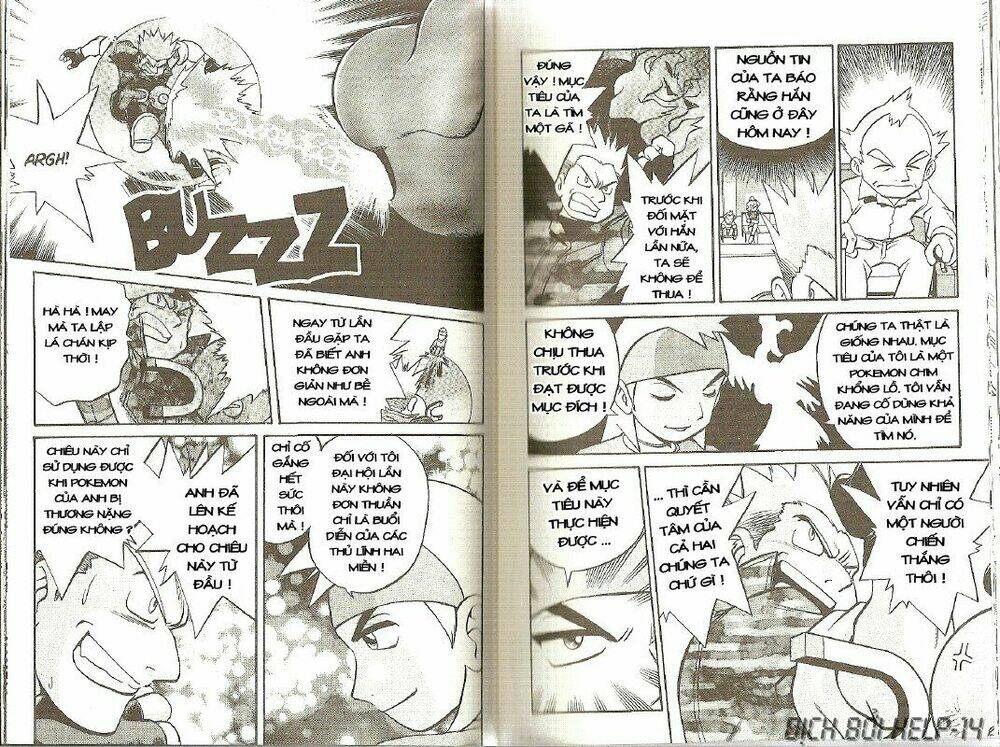 ARGH!
BUZZZ
HÀ HÀ ! MAY
MÀ TA LẬP
LÁ CHẮN KỊP
THỜI !
NGAY TỪ LẦN
ĐẦU GẶP TA
ĐÃ BIẾT ANH
KHÔNG ĐƠN
GIẢN NHƯ BỀ
NGOÀI MÀ !
CHIÊU NÀY CHỈ
SỬ DỤNG ĐƯỢC
KHI POKEMON
CỦA ANH BỊ
THƯƠNG NẶNG
ĐÚNG KHÔNG ?
ANH ĐÃ
LÊN KẾ
HOẠCH
CHO CHIÊU
NÀY TỪ
ĐẦU !
CHỈ CỐ
GẮNG
HẾT
SỨC
THÔI
MÀ !
ĐỐI VỚI TÔI
ĐẠI HỘI LẦN
NÀY KHÔNG
ĐƠN THUẦN
CHỈ LÀ BUỔI
DIỄN CỦA CÁC
THỦ LĨNH HAI
MIỀN !
ĐÚNG
VẬY ! MỤC
TIÊU CỦA
TA LÀ TÌM
MỘT GÃ !
TRƯỚC KHI
ĐỐI MẶT
VỚI HẮN
LẦN NỮA,
TA SẼ
KHÔNG ĐỂ
THUA !
NGUỒN TIN
CỦA TA BÁO
RẰNG HẮN
CŨNG Ở ĐÂY
HÔM NAY !
KHÔNG
CHỊU THUA
TRƯỚC KHI
ĐẠT ĐƯỢC
MỤC ĐÍCH !
CHÚNG TA THẬT LÀ
GIỐNG NHAU. MỤC
TIÊU CỦA TÔI LÀ MỘT
POKEMON CHIM
KHỔNG LỒ. TÔI VẪN
ĐANG CỐ DÙNG KHẢ
NĂNG CỦA MÌNH ĐỂ
TÌM NÓ.
VÀ ĐỂ MỤC
TIÊU NÀY
THỰC HIỆN
ĐƯỢC ...
... THÌ CẦN
QUYẾT
TÂM CỦA
CẢ HAI
CHÚNG TA
CHỨ GÌ !
TUY NHIÊN
VẪN CHỈ CÓ
MỘT NGƯỜI
CHIẾN
THẮNG
THÔI !
HELP-14